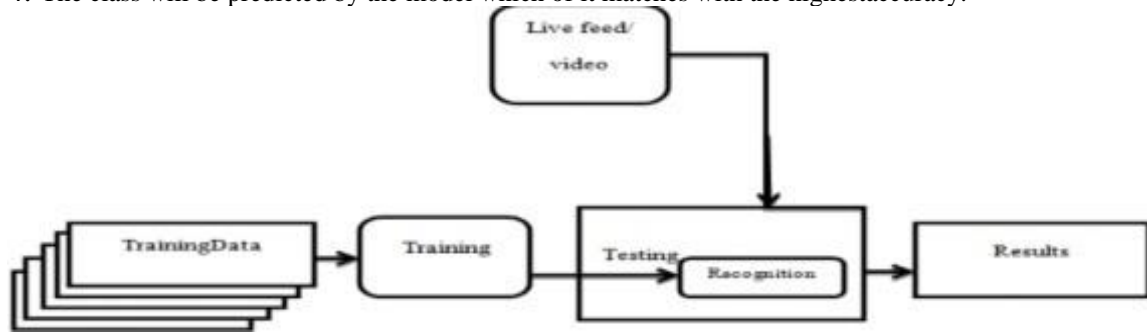 4. The class will be predicted by the model which of it matches with the highestaccuracy.
Live feed/
video
TrainingData
Training
Testing
Recognition
Results